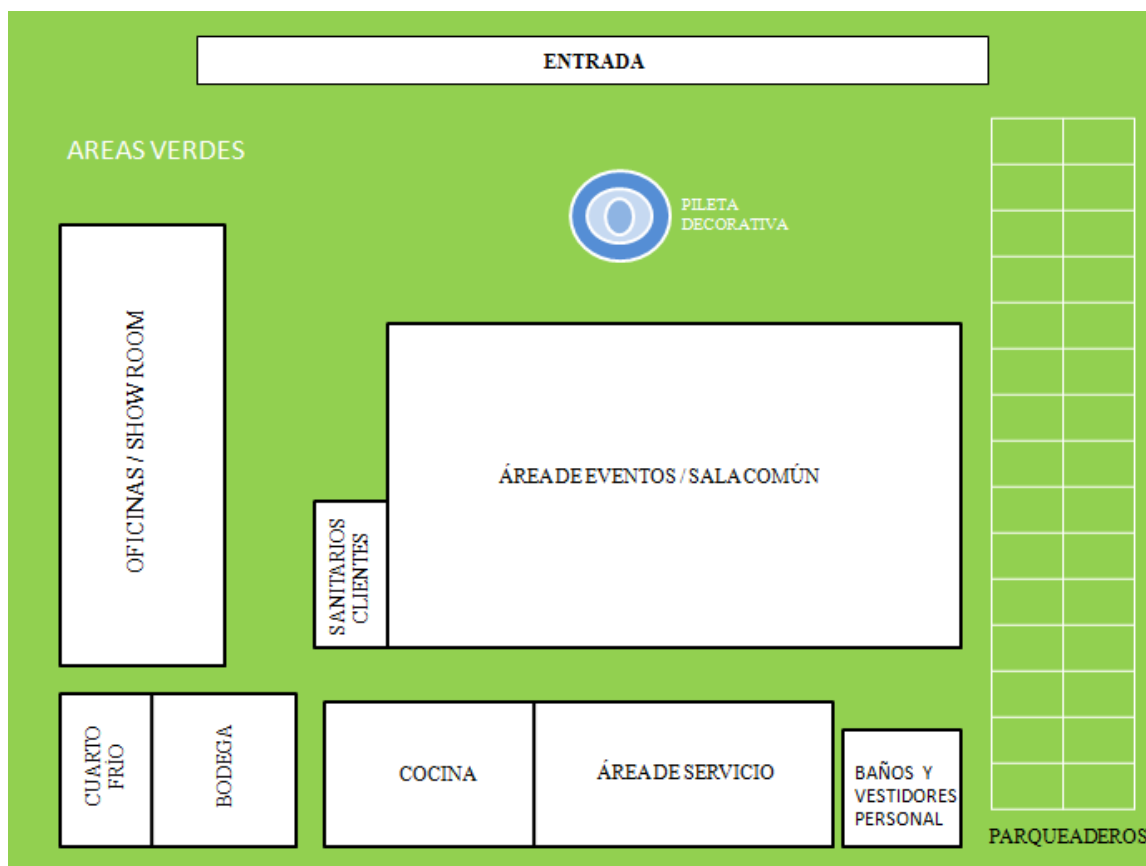 ENTRADA
AREAS VERDES
PILETA
DECORATIVA
OFICINAS / SHOW ROOM
ÁREA DE EVENTOS / SALA COMÚN
SANITARIOS
CLIENTES
CUARTO
FRÍO
BODEGA
COCINA
ÁREA DE SERVICIO
BAÑOS Y
VESTIDORES
PERSONAL
PARQUEADEROS